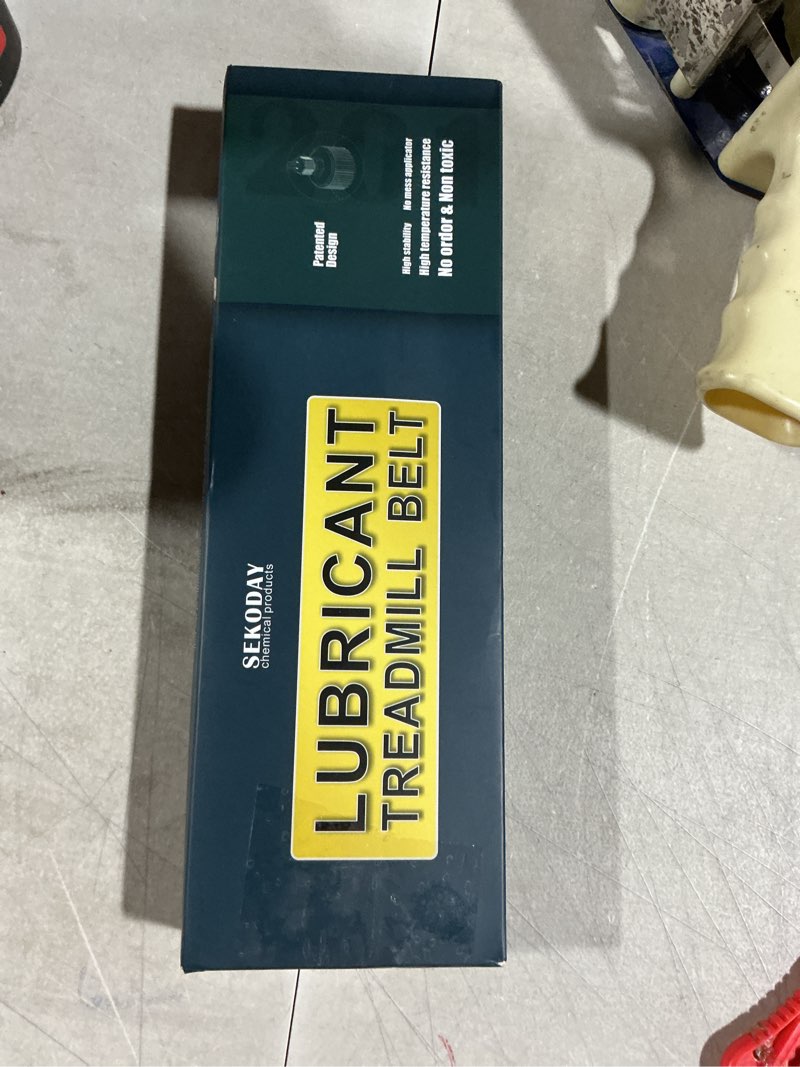 SEKODAY
chemical products
LUBRICANT
TREADMILL BELT
Patented
Design
High stability No mess applicator
High temperature resistance
No ordor & Non toxic